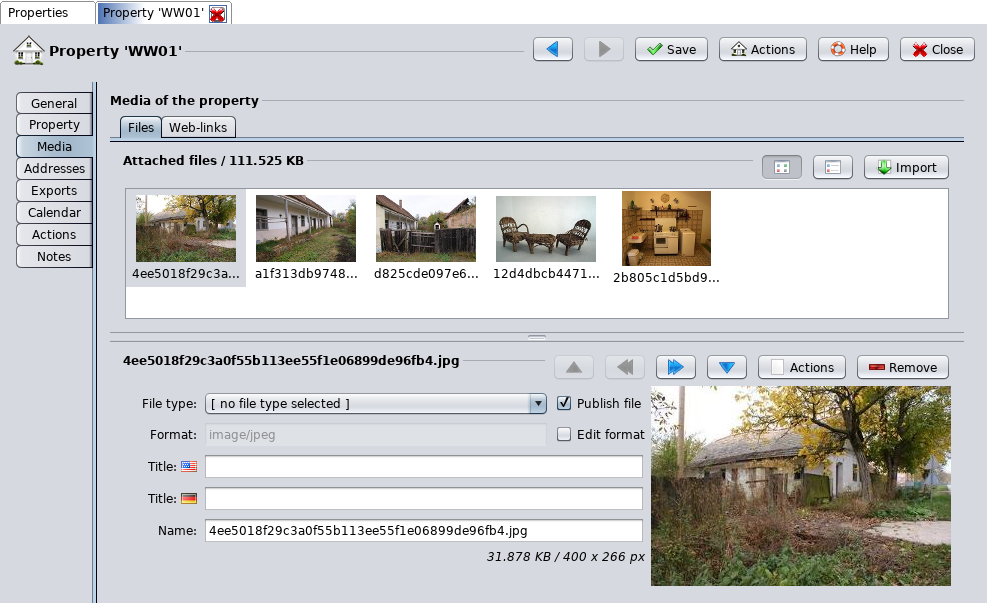 Properties
Property 'WW01'
Property 'WW01'
Save
Actions
Help
Close
General
Property
Media
Addresses
Exports
Calendar
Actions
Notes
Media of the property
Files
Web-links
Attached files / 111.525 KB
Import
4ee5018f29c3a...
a1f313db9748...
d825cde097e6...
12d4dbcb4471...
2b805c1d5bd9...
4ee5018f29c3a0f55b113ee55f1e06899de96fb4.jpg
Actions
Remove
File type:
[ no file type selected ]
Publish file
Format:
image/jpeg
Edit format
Title:
Title:
Name:
4ee5018f29c3a0f55b113ee55f1e06899de96fb4.jpg
31.878 KB / 400 x 266 px